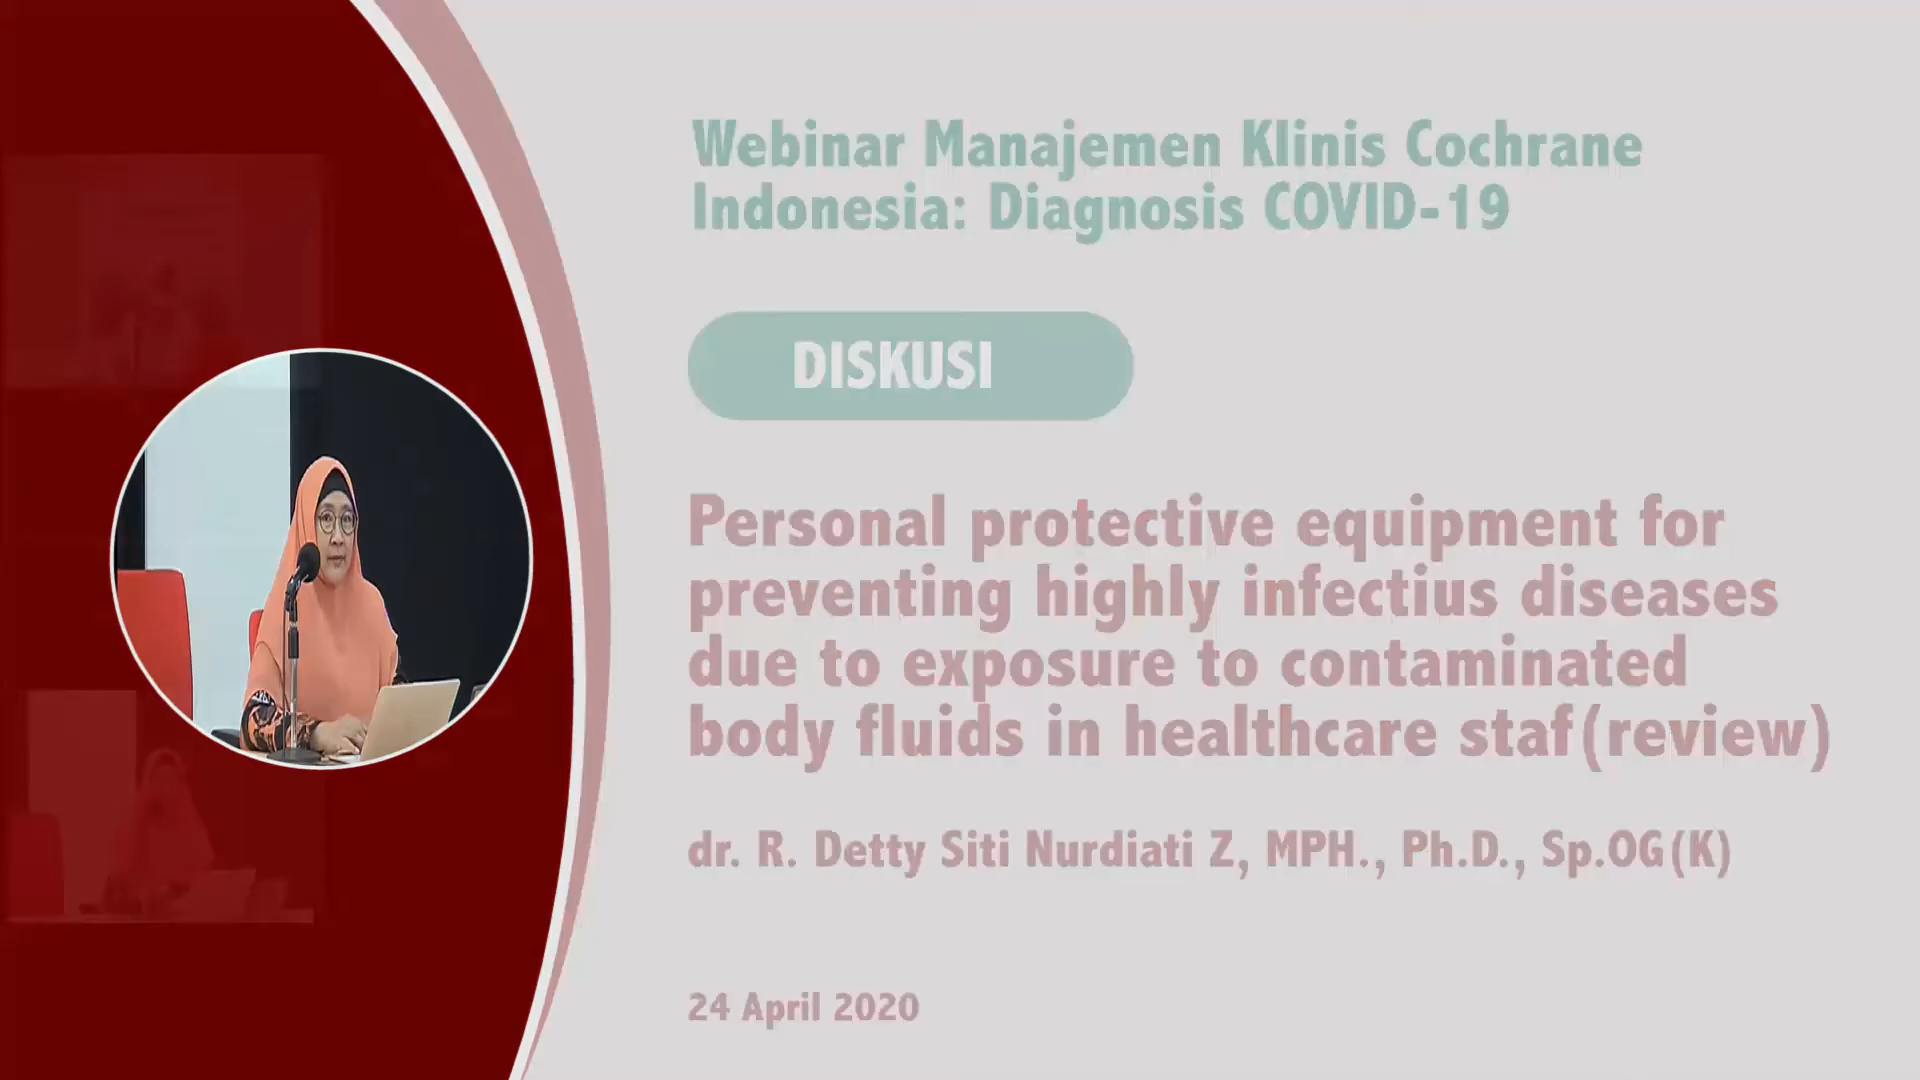 Webinar Manajemen Klinis Cochrane
Indonesia: Diagnosis COVID-19
DISKUSI
Personal protective equipment for
preventing highly infectius diseases
due to exposure to contaminated
body fluids in healthcare staf(review)
dr. R. Detty Siti Nurdiati Z, MPH., Ph.D., Sp.OG(K)
24 April 2020